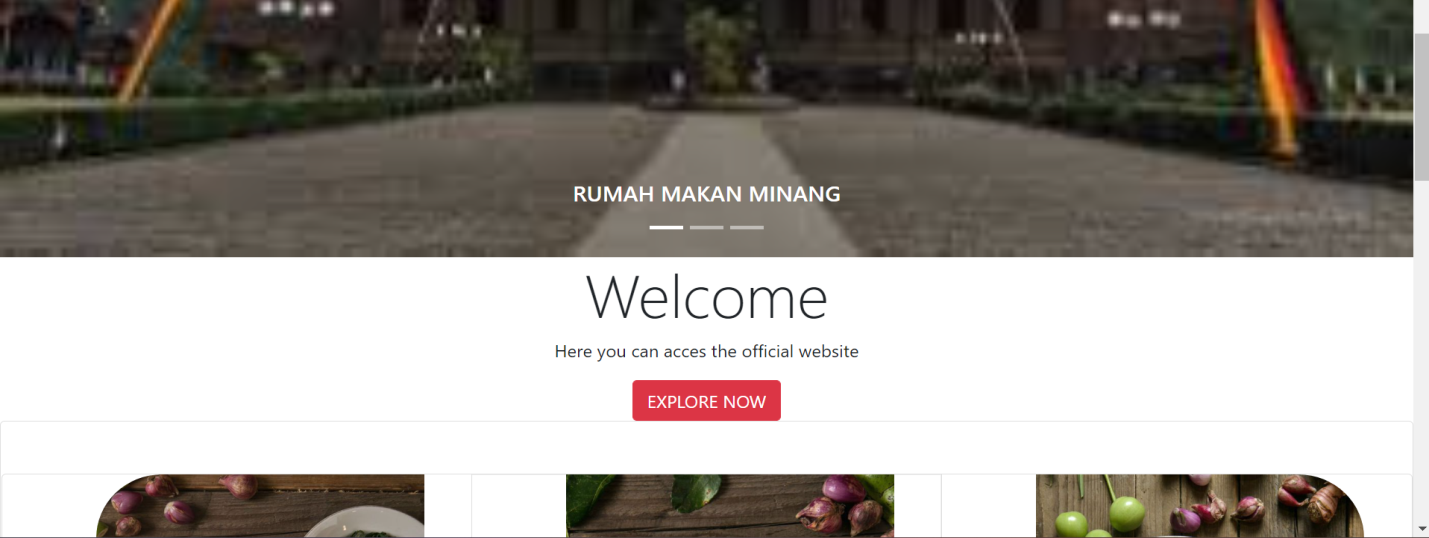 RUMAH MAKAN MINANG
Welcome
Here you can acces the official website
EXPLORE NOW